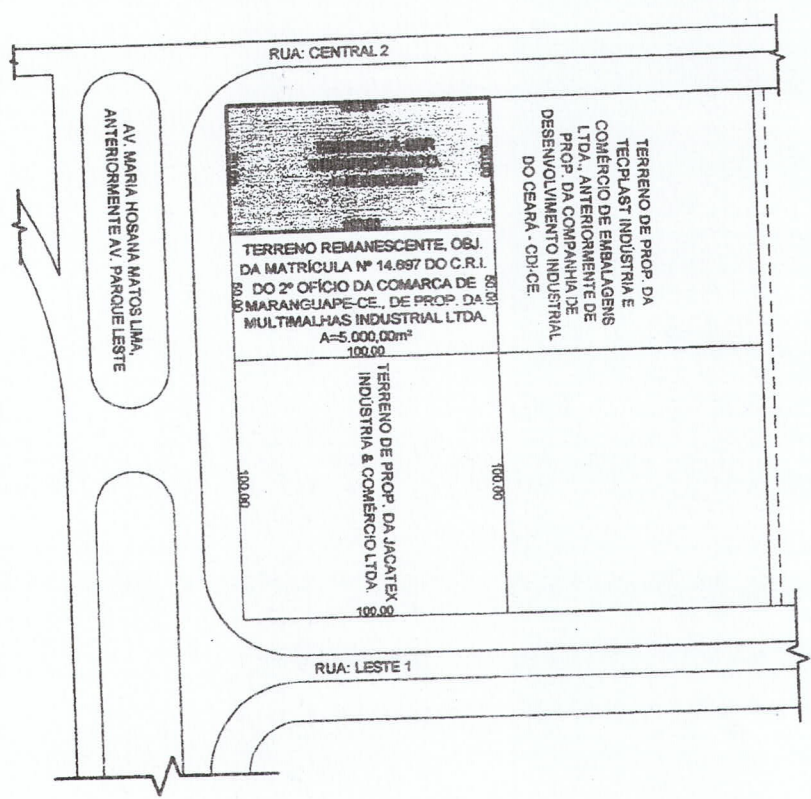 RUA: CENTRAL 2
AV. MARIA HOSANA MATOS LIMA,
ANTERIORMENTE AV. PARQUE LESTE
50.00
TERRENO REMANESCENTE, OBJ.
DA MATRÍCULA Nº 14.697 DO C.R.I.
DO 2º OFÍCIO DA COMARCA DE
MARANGUAPE-CE., DE PROP. DA
MULTIMALHAS INDUSTRIAL LTDA.
A=5.000,00m²
100.00
50.00
50.00
TERRENO DE PROP. DA
TECPLAST INDÚSTRIA E
COMÉRCIO DE EMBALAGENS
LTDA., ANTERIORMENTE DE
PROP. DA COMPANHIA DE
DESENVOLVIMENTO INDUSTRIAL
DO CEARÁ - CDI-CE.
TERRENO DE PROP. DA JACATEX
INDÚSTRIA & COMÉRCIO LTDA.
100.00
100.00
100.00
RUA: LESTE 1